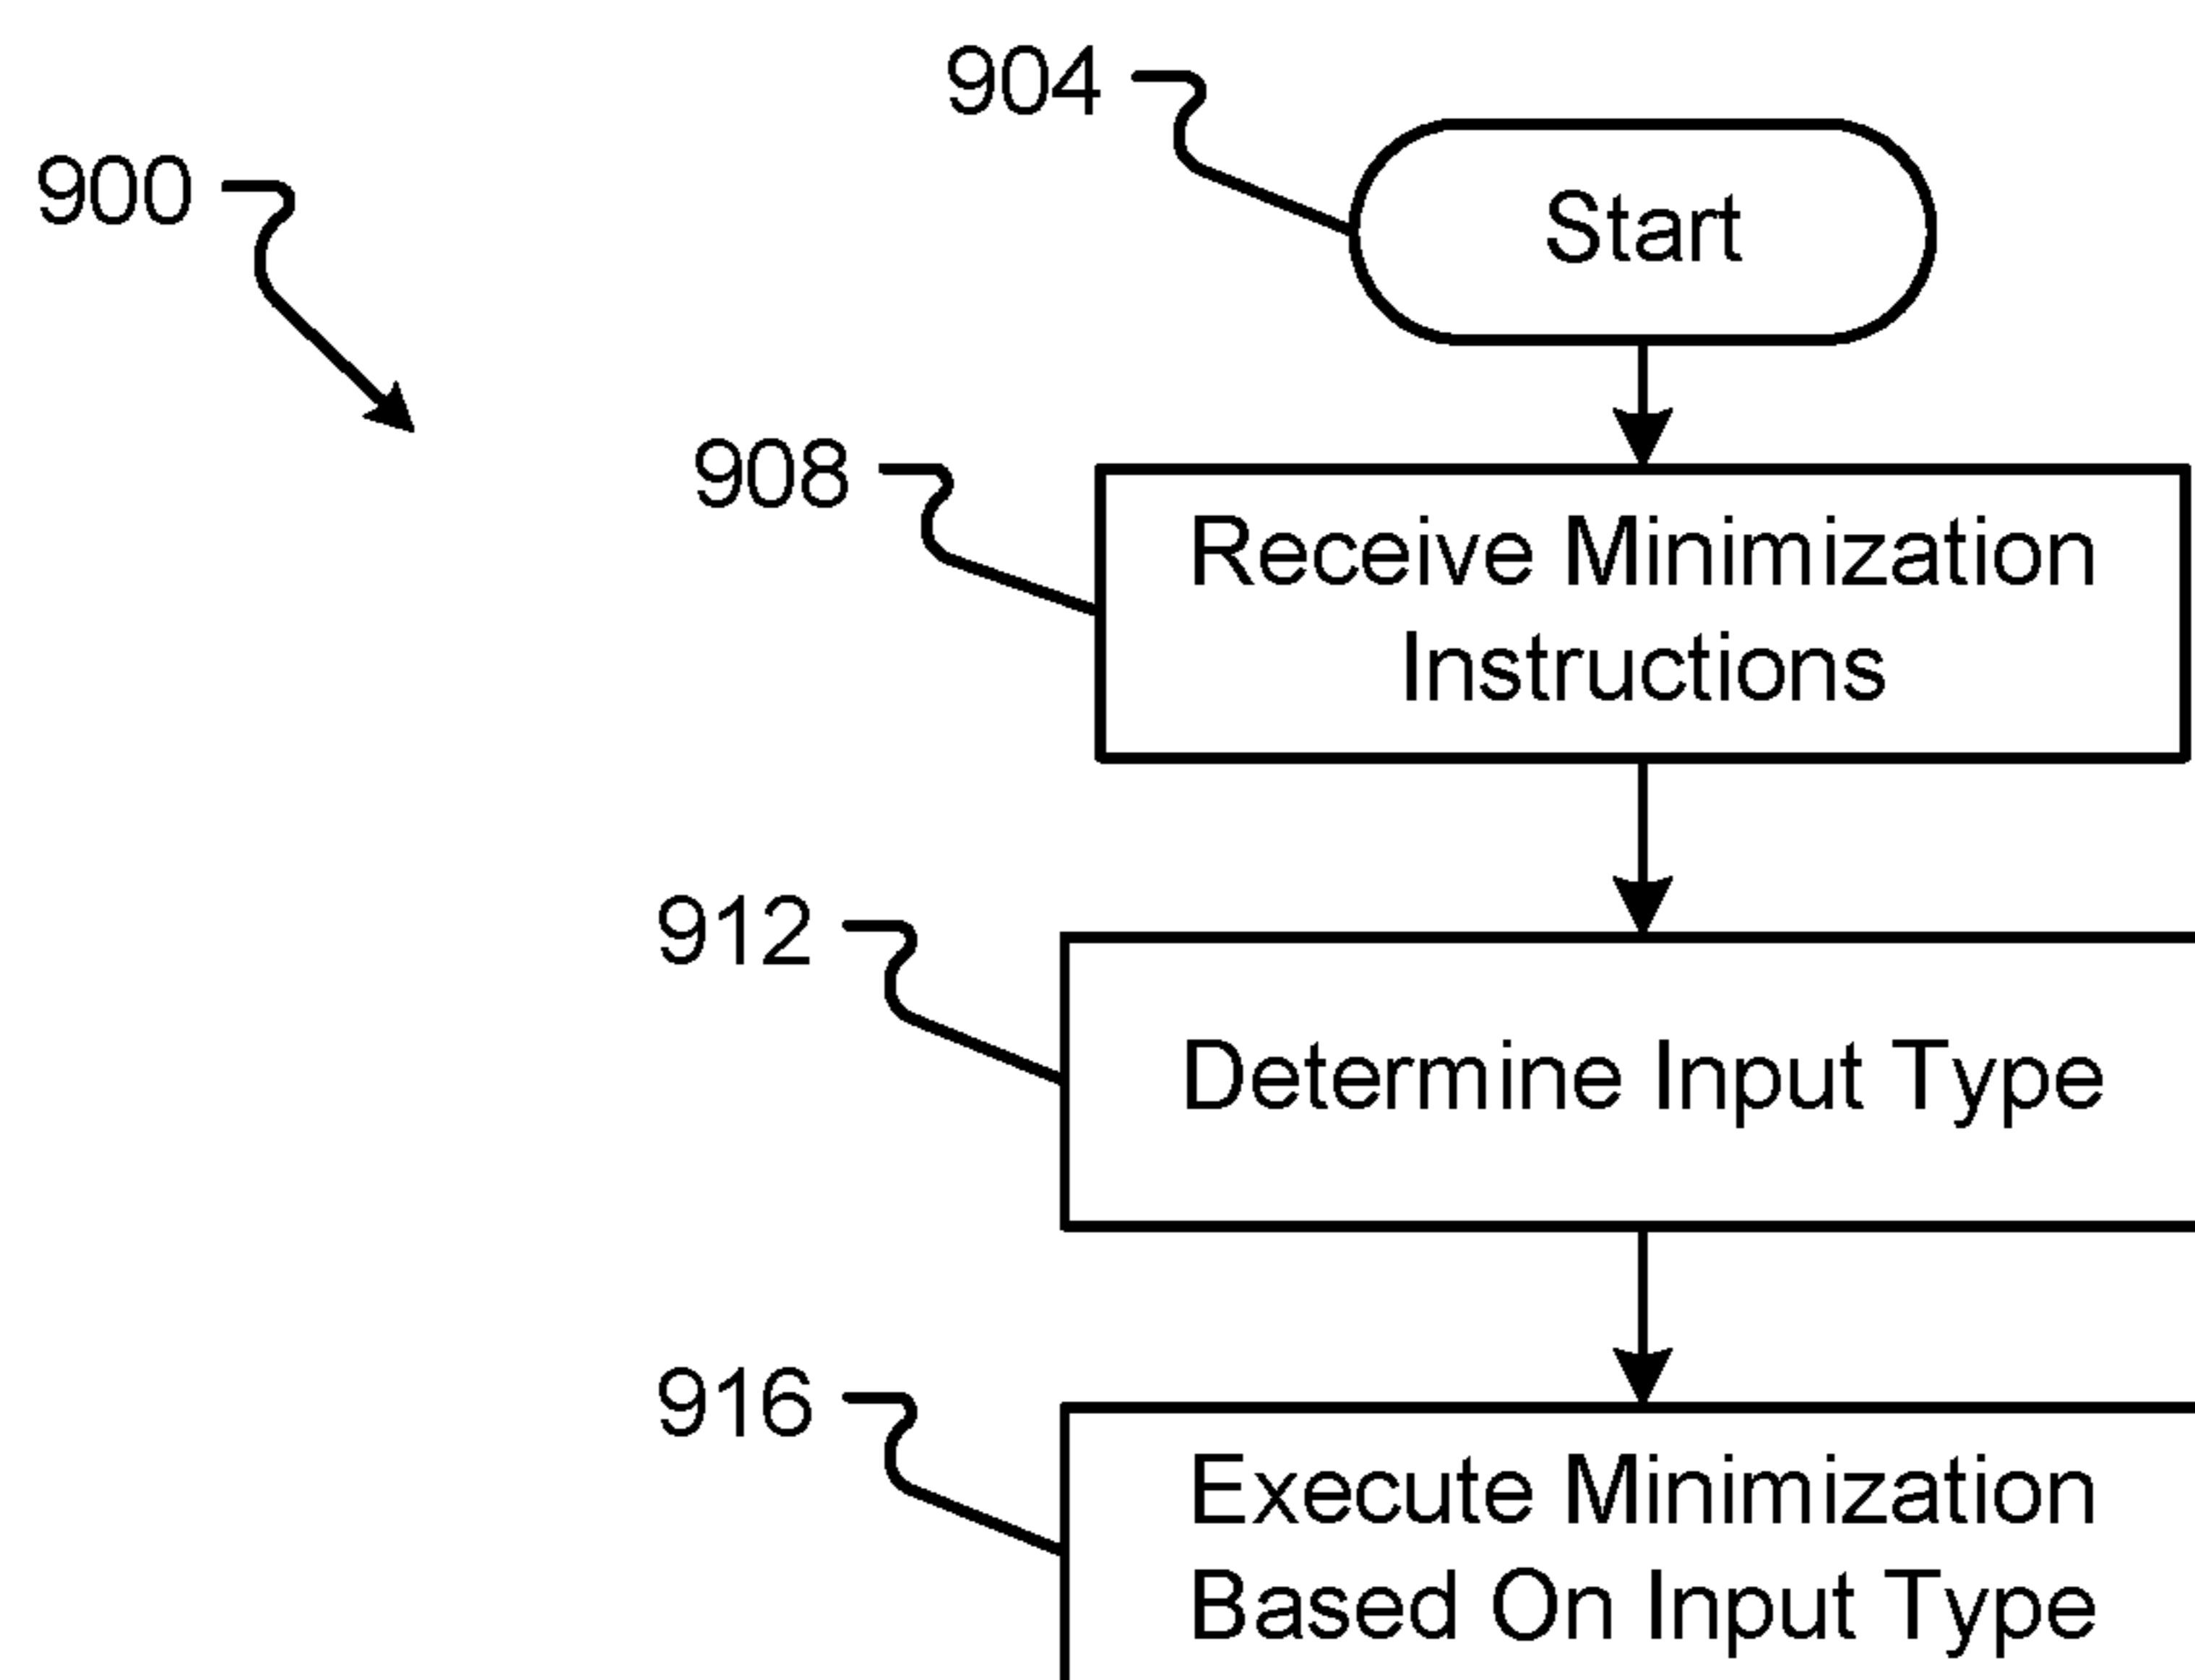 904
900
Start
908
Receive Minimization
Instructions
912
Determine Input Type
916
Execute Minimization
Based On Input Type